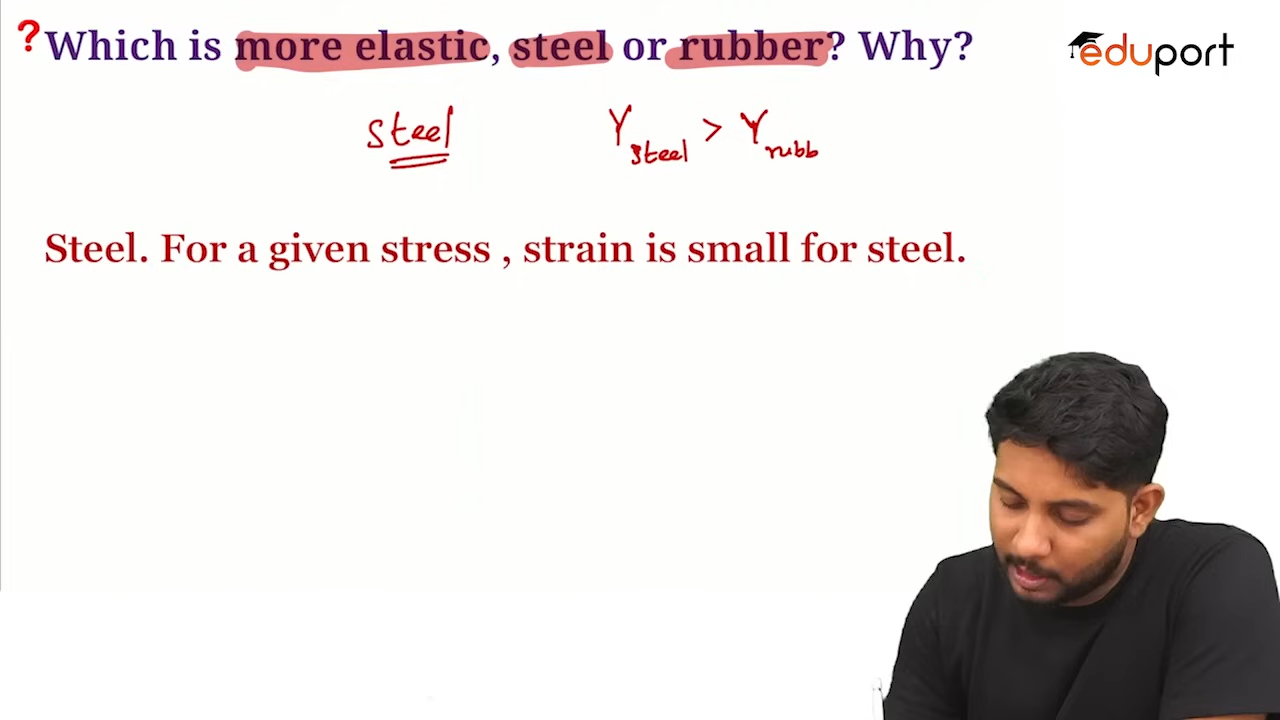 ? Which is more elastic, steel or rubber? Why?
eduport
steel Y steel > Y rubb
Steel. For a given stress , strain is small for steel.